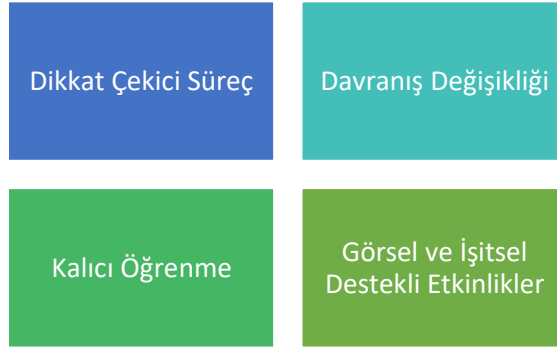 Dikkat Çekici Süreç
Davranış Değişikliği
Kalıcı Öğrenme
Görsel ve İşitsel
Destekli Etkinlikler